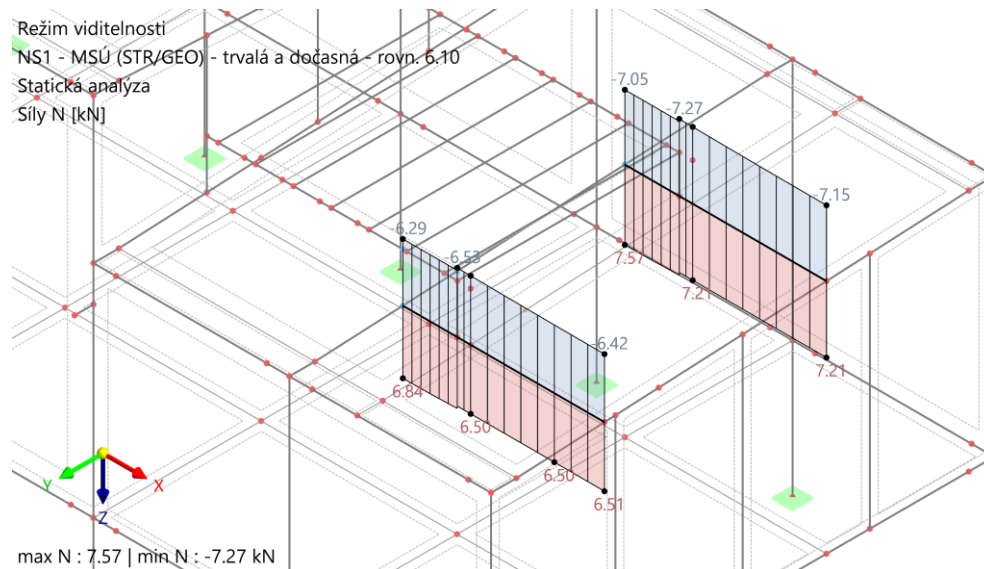 Režim viditelnosti
NS1 - MSÚ (STR/GEO) - trvalá a dočasná - rovn. 6.10
Statická analýza
Síly N [kN]
-7.05
-7.27
-7.15
-6.29
-6.53
7.57
7.21
-6.42
7.21
6.84
6.50
6.50
6.51
Y
X
Z
max N : 7.57 | min N : -7.27 kN